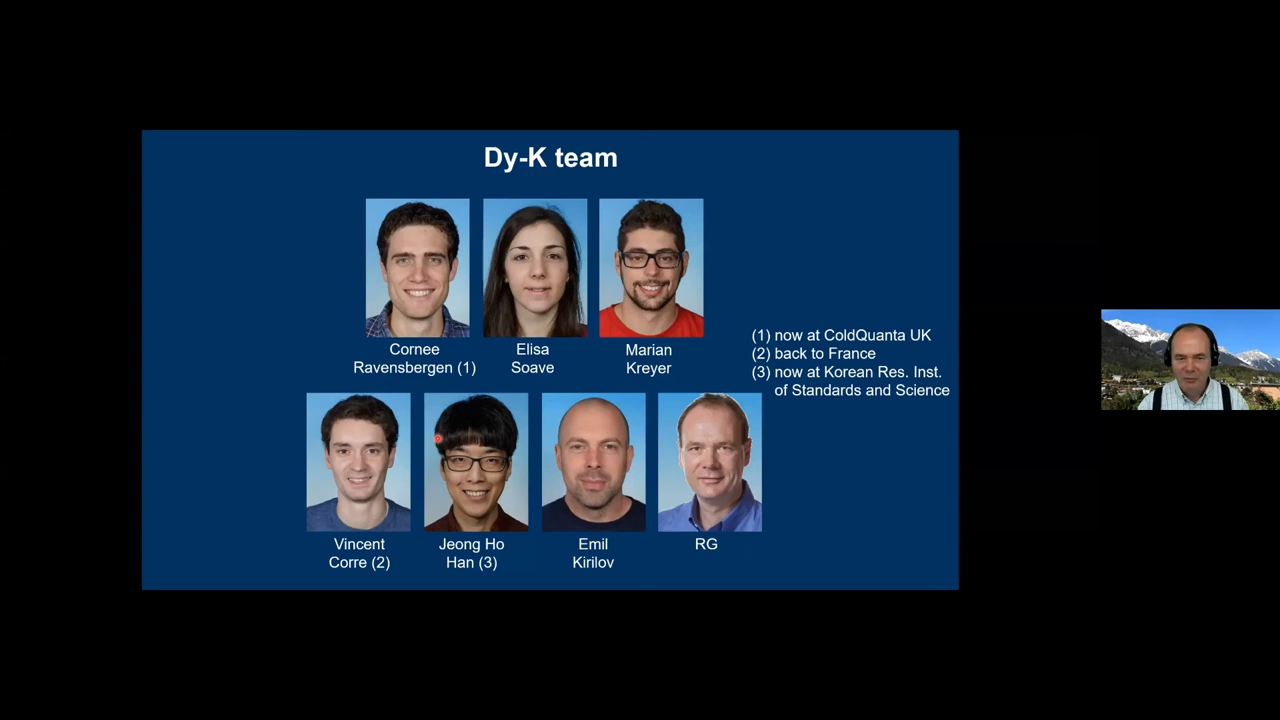 Dy-K team
Cornee
Ravensbergen (1)
Elisa
Soave
Marian
Kreyer
(1) now at ColdQuanta UK
(2) back to France
(3) now at Korean Res. Inst.
of Standards and Science
Vincent
Corre (2)
Jeong Ho
Han (3)
Emil
Kirilov
RG